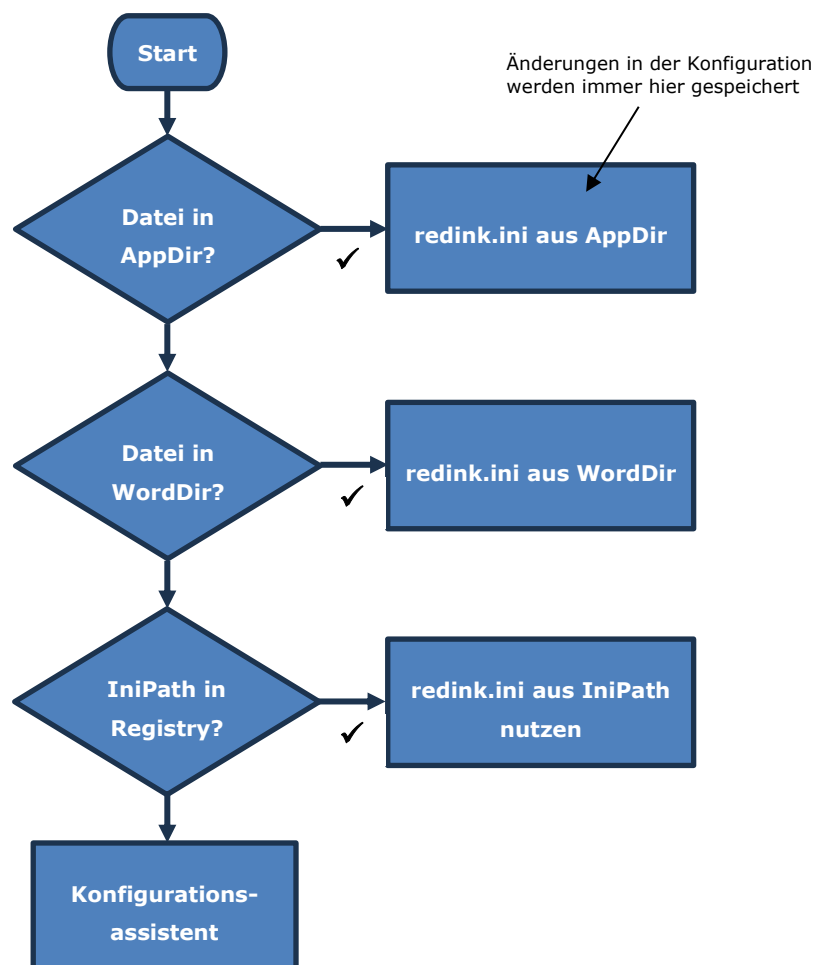 Start
Änderungen in der Konfiguration
werden immer hier gespeichert
Datei in
AppDir?
✓
redink.ini aus AppDir
Datei in
WordDir?
✓
redink.ini aus WordDir
IniPath in
Registry?
✓
redink.ini aus IniPath
nutzen
Konfigurations-
assistent